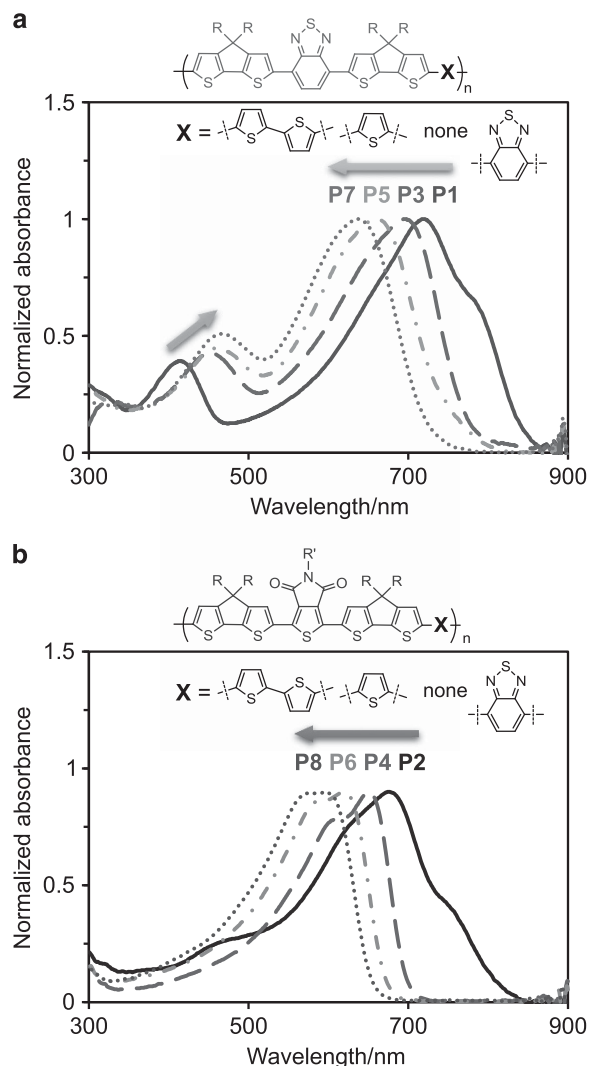 a
R R
S
N N
S S S S X n
1.5
X = S S S none S
N N
P7 P5 P3 P1
1
0.5
0
300 500 700 900
Normalized absorbance
Wavelength/nm
b
R'
R O N O R
S S S S S X n
1.5
X = S S S none S
N N
P8 P6 P4 P2
1
0.5
0
300 500 700 900
Normalized absorbance
Wavelength/nm